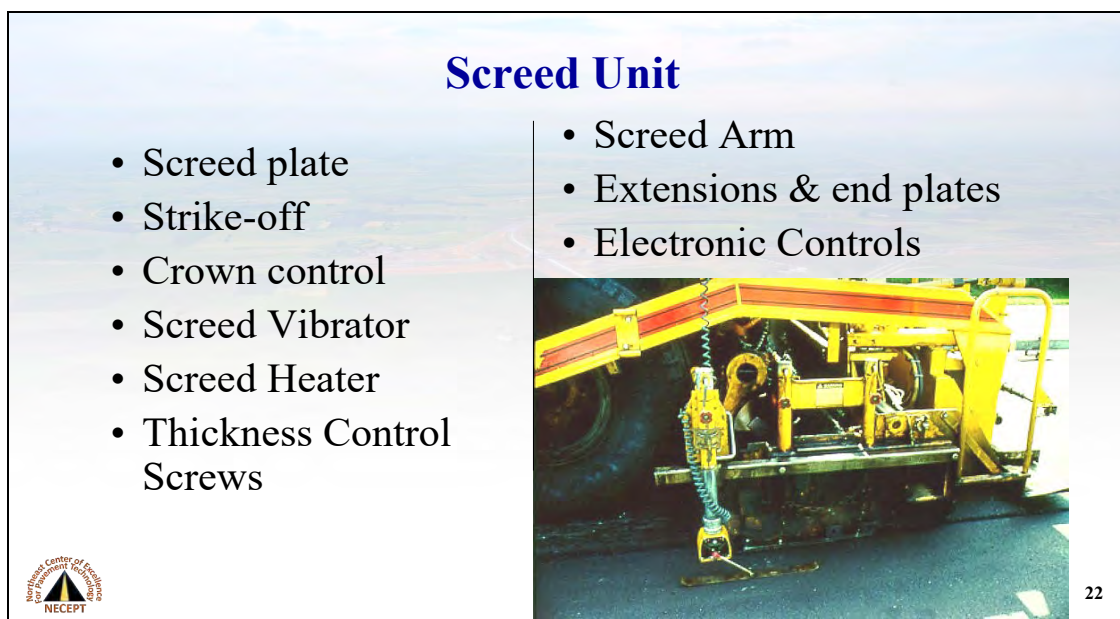 Screed Unit
• Screed plate
• Strike-off
• Crown control
• Screed Vibrator
• Screed Heater
• Thickness Control
Screws
• Screed Arm
• Extensions & end plates
• Electronic Controls
Northeast Center of Excellence
For Pavement Technology
NECEPT
22